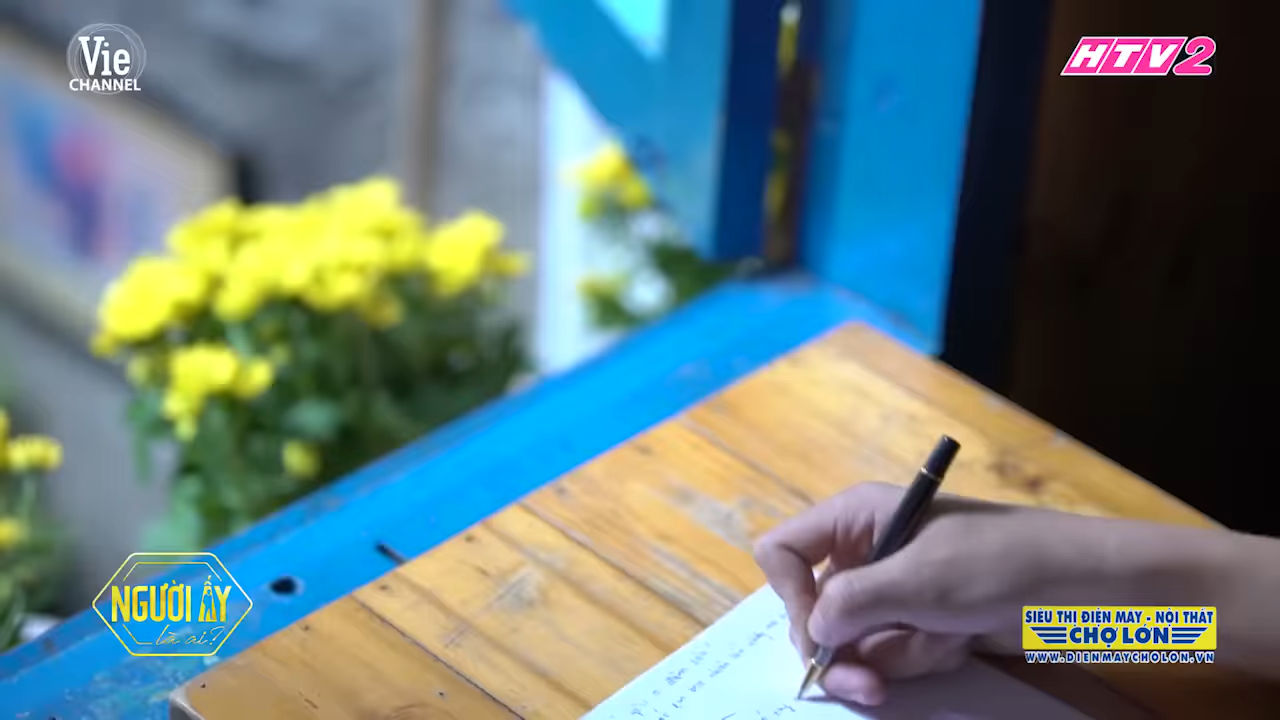 Vie
CHANNEL
HTV2
NGƯỜI ẤY
là ai?
SIÊU THỊ ĐIỆN MÁY - NỘI THẤT
CHỢ LỚN
WWW.DIENMAYCHOLON.VN